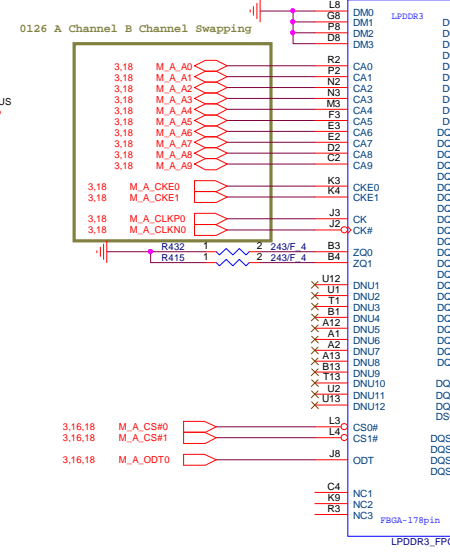 L8 DM0 LPDDR3
G8 DM1 D
P8 DM2 D
D8 DM3 D
0126 A Channel B Channel Swapping
3,18 M_A_A0 R2 CA0
3,18 M_A_A1 P2 CA1
3,18 M_A_A2 N2 CA2
3,18 M_A_A3 N3 CA3
3,18 M_A_A4 M3 CA4
3,18 M_A_A5 F3 CA5
3,18 M_A_A6 E3 CA6
3,18 M_A_A7 E2 CA7
3,18 M_A_A8 D2 CA8
3,18 M_A_A9 C2 CA9
US
3,18 M_A_CKE0 K3 CKE0
3,18 M_A_CKE1 K4 CKE1
3,18 M_A_CLKP0 J3 CK
3,18 M_A_CLKN0 J2 CK#
R432 1 2 243/F_4 B3 ZQ0
R415 1 2 243/F_4 B4 ZQ1
U12 DNU1
U1 DNU2
T1 DNU3
B1 DNU4
A12 DNU5
A1 DNU6
A2 DNU7
A13 DNU8
B13 DNU9
T13 DNU10
U2 DNU11
U13 DNU12
3,16,18 M_A_CS#0 L3 CS0#
3,16,18 M_A_CS#1 L4 CS1#
3,16,18 M_A_ODT0 J8 ODT
C4 NC1
K9 NC2
R3 NC3
FBGA-178pin
LPDDR3_FP